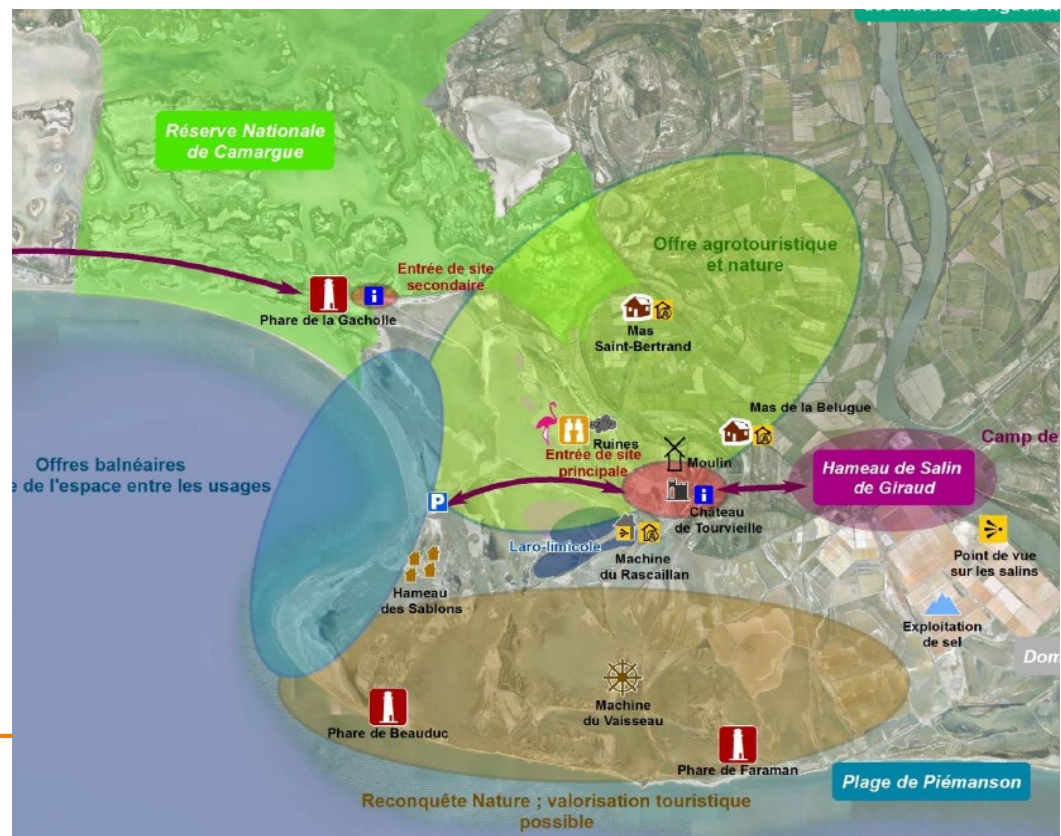 Réserve Nationale
de Camargue
Offre agrotouristique
et nature
Entrée de site
secondaire
i
Phare de la Gacholle
Mas
Saint-Bertrand
Mas de la Belugue
Ruines
Entrée de site
principale
Moulin
Camp de
Hameau de Salin
de Giraud
Offres balnéaires
e de l'espace entre les usages
P
i
Château
de Tourvieille
Laro-limicole
Machine
du Rascaillan
Point de vue
sur les salins
Hameau
des Sablons
Exploitation
de sel
Dom
Machine
du Vaisseau
Phare de Beauduc
Phare de Faraman
Plage de Piémanson
Reconquête Nature ; valorisation touristique
possible